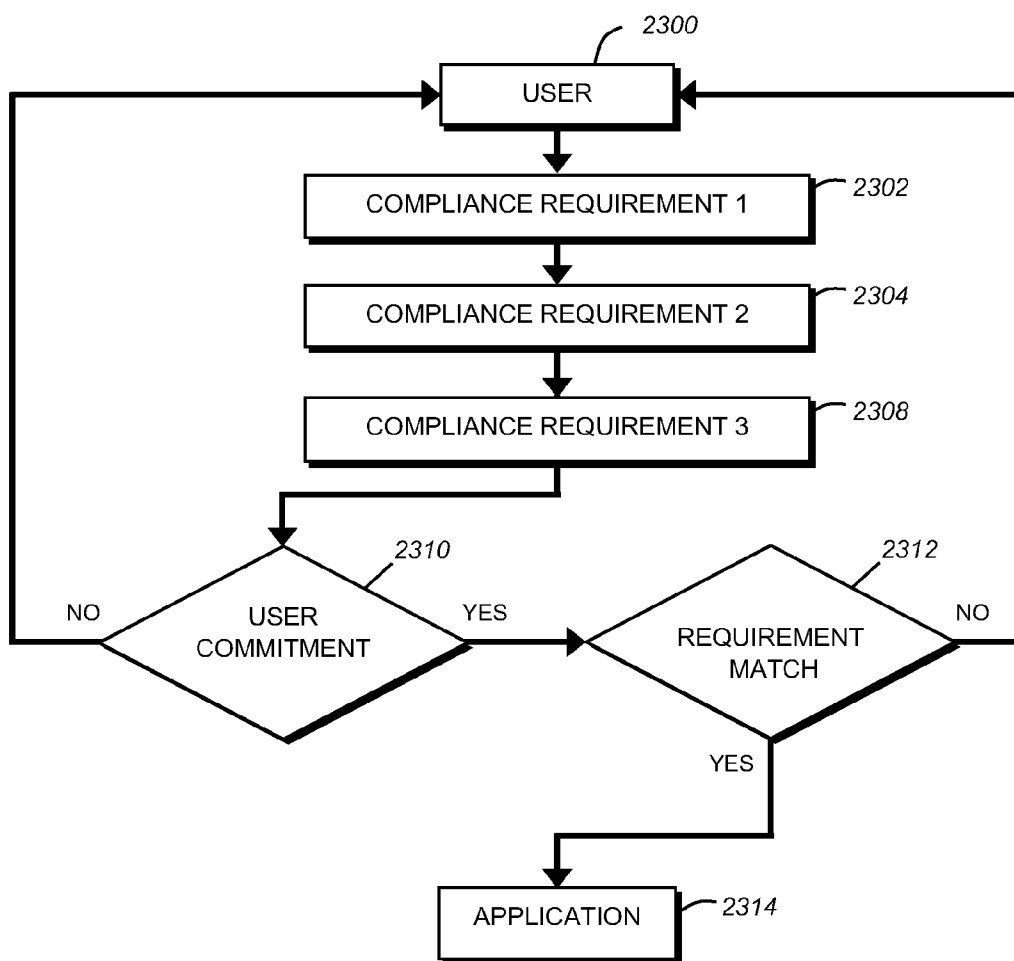 2300
USER
COMPLIANCE REQUIREMENT 1
2302
COMPLIANCE REQUIREMENT 2
2304
COMPLIANCE REQUIREMENT 3
2308
2310
2312
NO
USER
COMMITMENT
YES
REQUIREMENT
MATCH
NO
YES
APPLICATION
2314